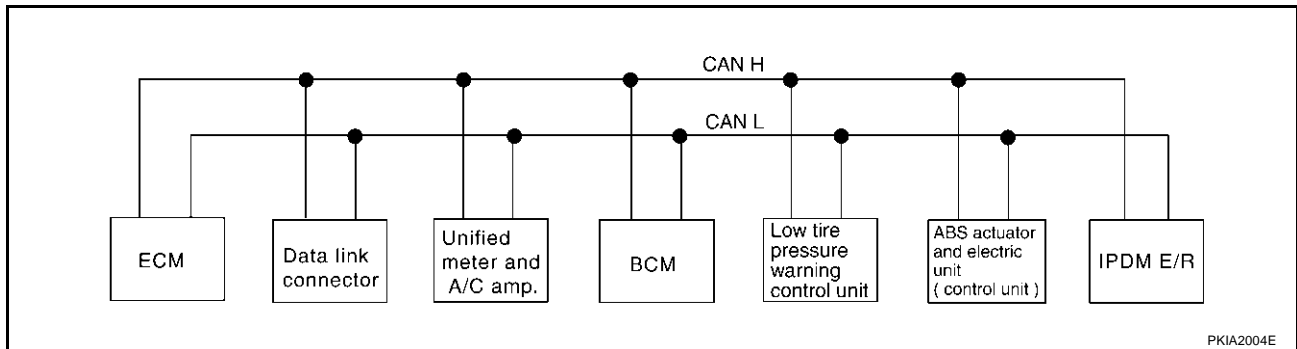 CAN H
CAN L
ECM
Data link
connector
Unified
meter and
A/C amp.
BCM
Low tire
pressure
warning
control unit
ABS actuator
and electric
unit
( control unit )
IPDM E/R
PKIA2004E